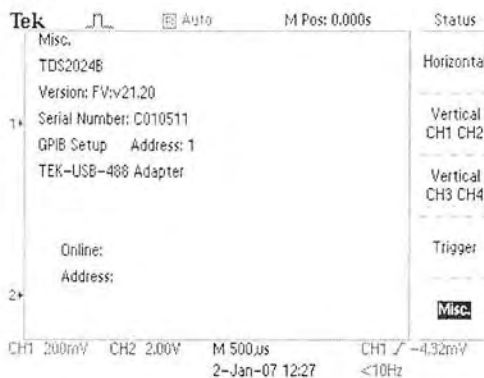 Tek Auto M Pos: 0.000s Status
Misc.
TDS2024B
Version: FV:v21.20
Serial Number: C010511
GPIB Setup Address: 1
TEK-USB-488 Adapter
Online:
Address:
Horizontal
Vertical
CH1 CH2
Vertical
CH3 CH4
Trigger
Misc.
1
2
CH1 200mV CH2 2.00V M 500µs CH1 -4.32mV
2-Jan-07 12:27 <10Hz